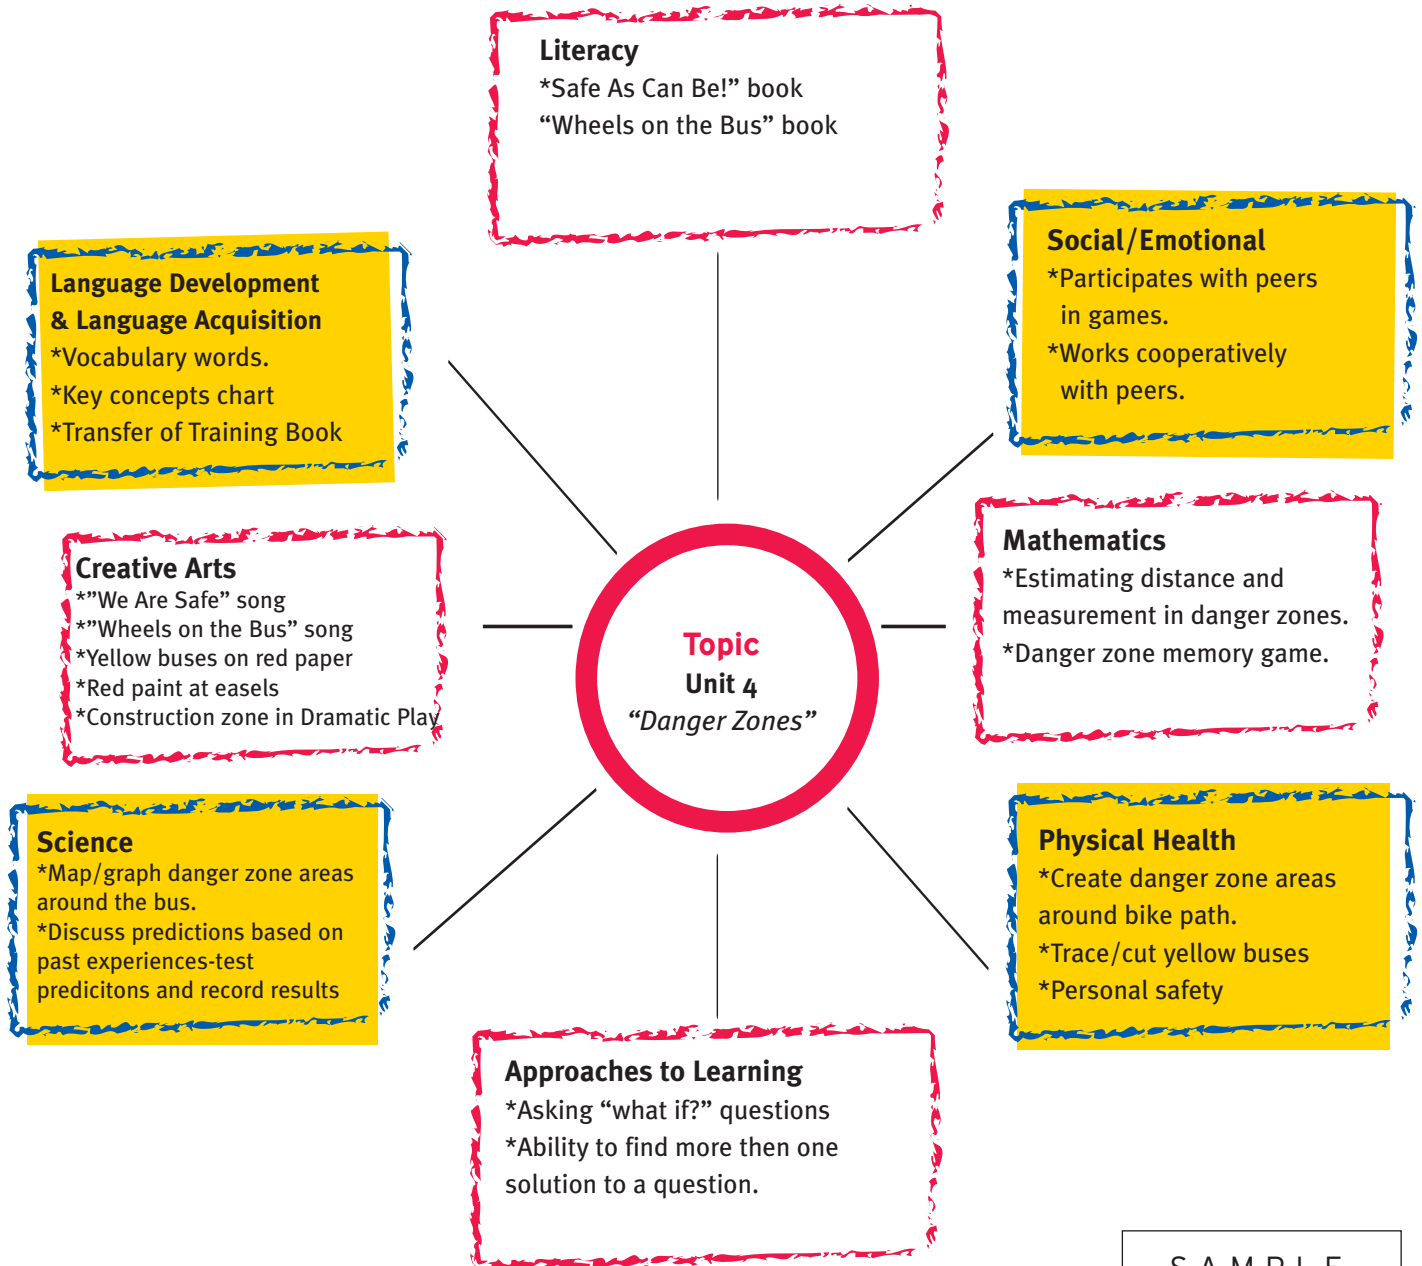 Literacy
*Safe As Can Be!” book
“Wheels on the Bus” book
Language Development
& Language Acquisition
*Vocabulary words.
*Key concepts chart
*Transfer of Training Book
Social/Emotional
*Participates with peers
in games.
*Works cooperatively
with peers.
Creative Arts
*”We Are Safe” song
*”Wheels on the Bus” song
*Yellow buses on red paper
*Red paint at easels
*Construction zone in Dramatic Play
Topic
Unit 4
“Danger Zones”
Mathematics
*Estimating distance and
measurement in danger zones.
*Danger zone memory game.
Science
*Map/graph danger zone areas
around the bus.
*Discuss predictions based on
past experiences-test
predicitons and record results
Physical Health
*Create danger zone areas
around bike path.
*Trace/cut yellow buses
*Personal safety
Approaches to Learning
*Asking “what if?” questions
*Ability to find more then one
solution to a question.
SAMPLE